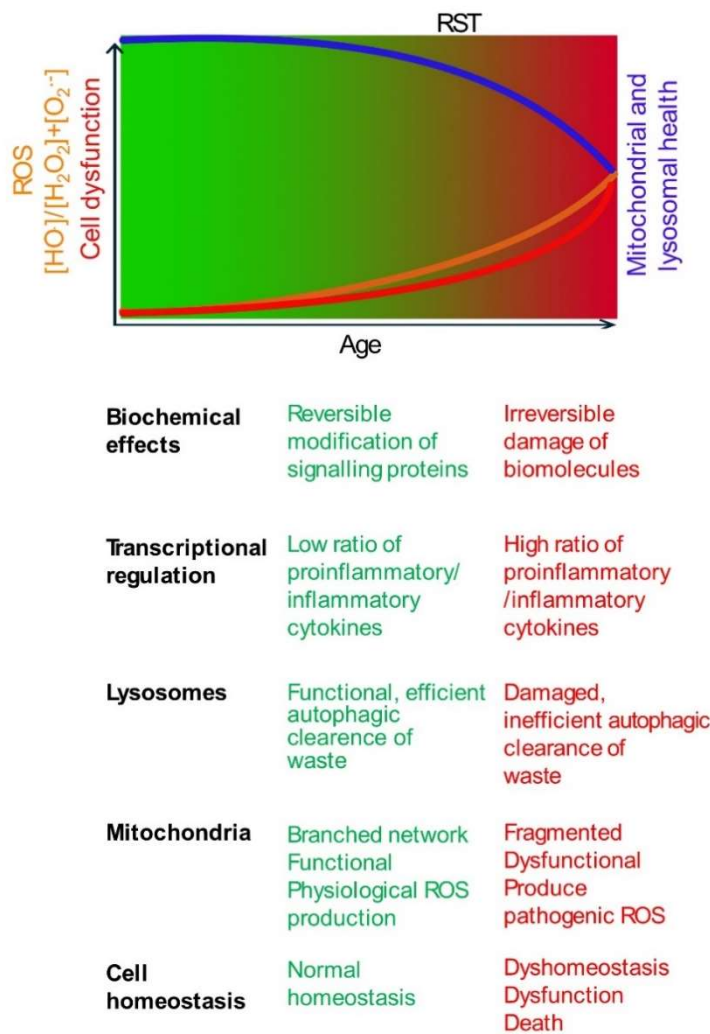 RST
ROS
[HO·]/[H₂O₂]+[O₂·⁻]
Cell dysfunction
Mitochondrial and
lysosomal health
Age
Biochemical
effects
Reversible
modification of
signalling proteins
Irreversible
damage of
biomolecules
Transcriptional
regulation
Low ratio of
proinflammatory/
inflammatory
cytokines
High ratio of
proinflammatory
/inflammatory
cytokines
Lysosomes
Functional, efficient
autophagic
clearence of
waste
Damaged,
inefficient autophagic
clearance of
waste
Mitochondria
Branched network
Functional
Physiological ROS
production
Fragmented
Dysfunctional
Produce
pathogenic ROS
Cell
homeostasis
Normal
homeostasis
Dyshomeostasis
Dysfunction
Death